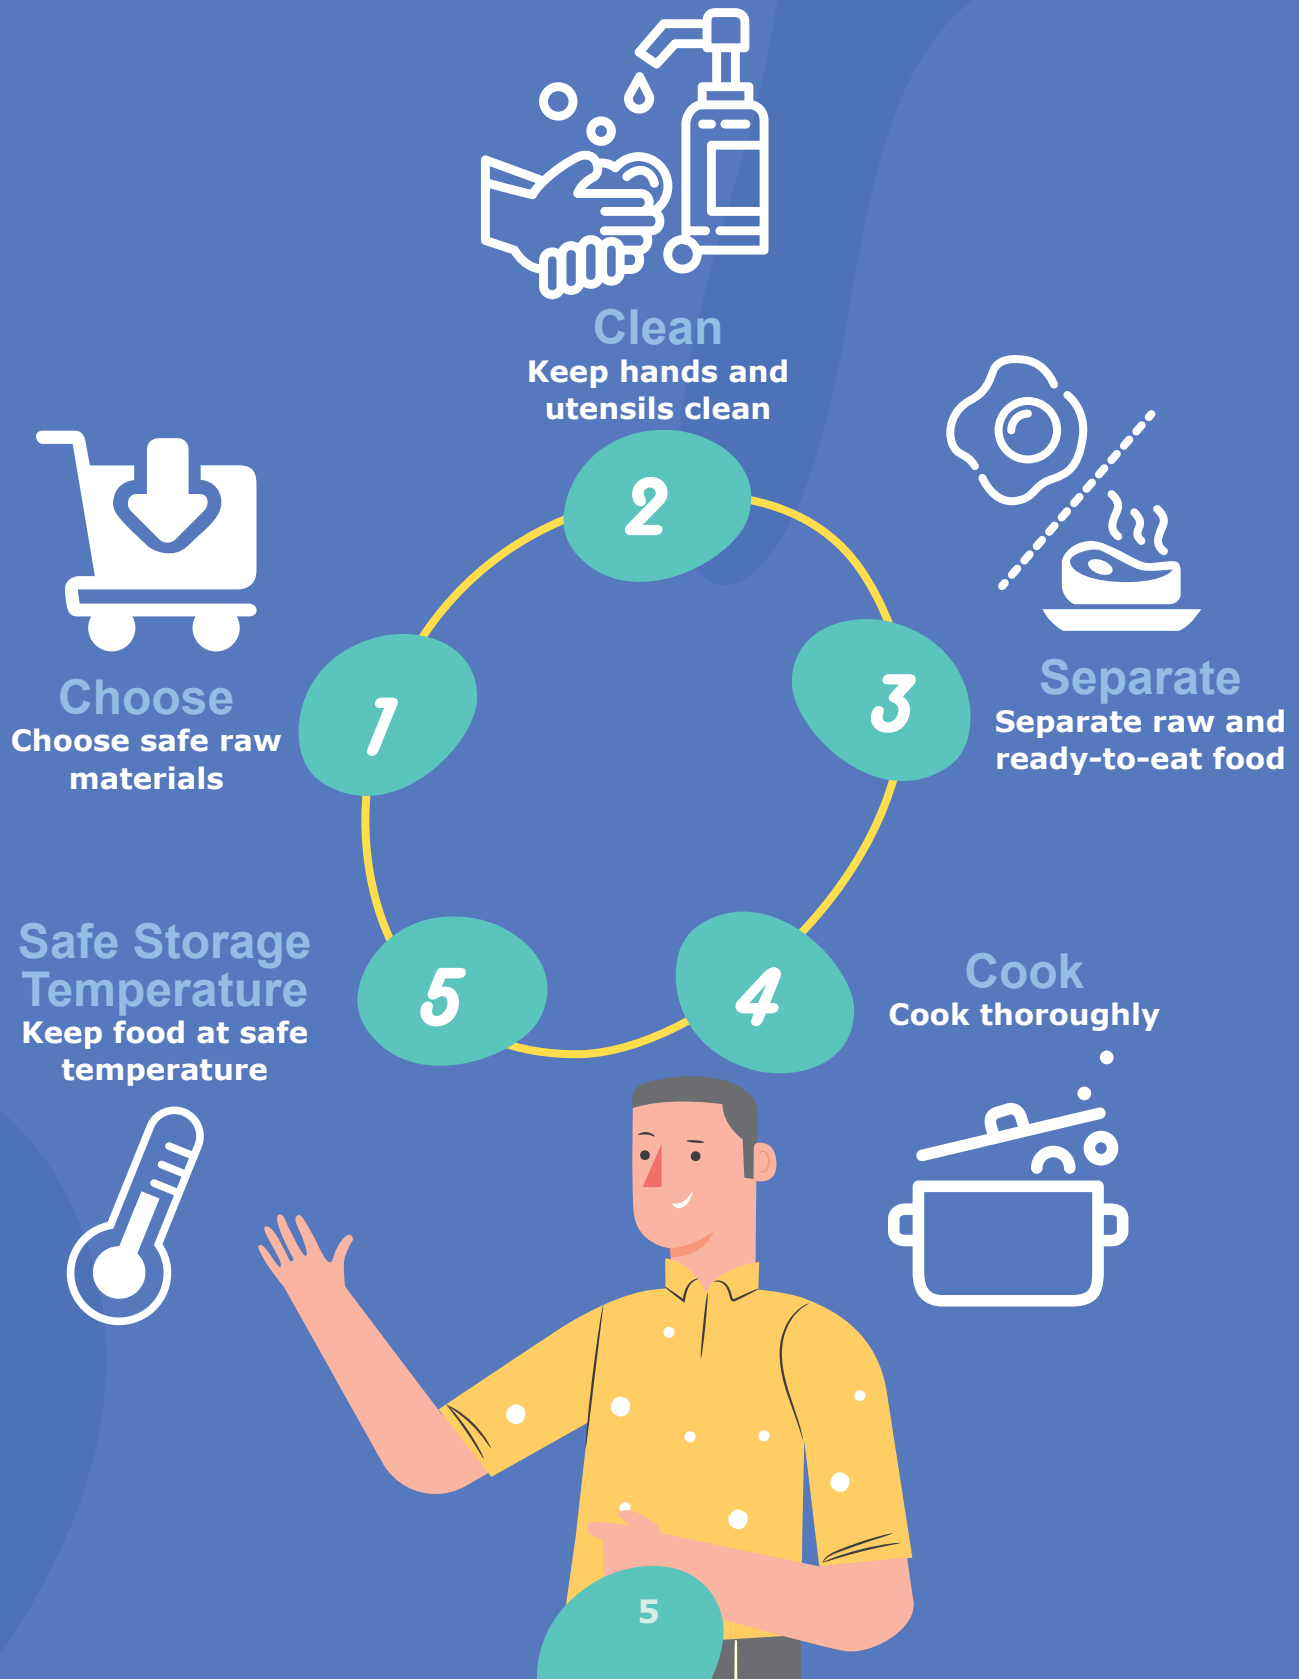 Clean
Keep hands and
utensils clean
2
Choose
Choose safe raw
materials
1
3
Separate
Separate raw and
ready-to-eat food
Safe Storage
Temperature
Keep food at safe
temperature
5
4
Cook
Cook thoroughly
5